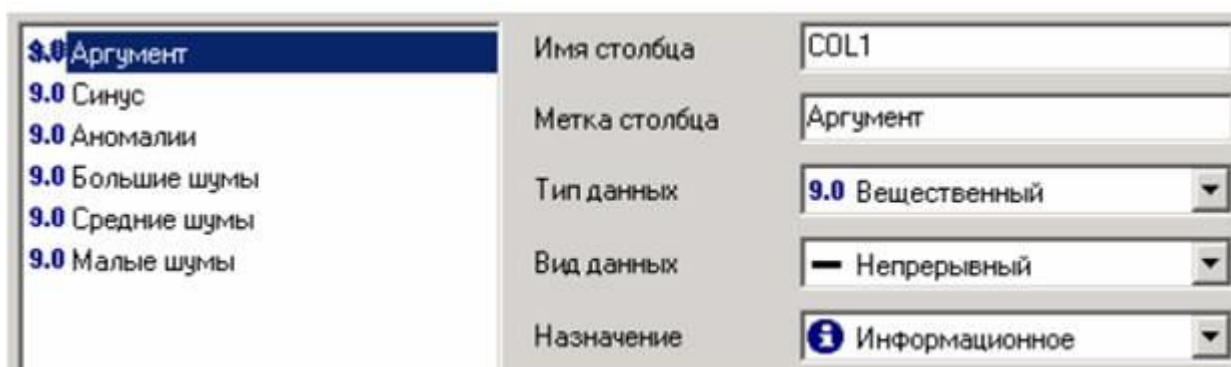 9.0 Аргумент
9.0 Синус
9.0 Аномалии
9.0 Большие шумы
9.0 Средние шумы
9.0 Малые шумы
Имя столбца COL1
Метка столбца Аргумент
Тип данных 9.0 Вещественный
Вид данных Непрерывный
Назначение Информационное